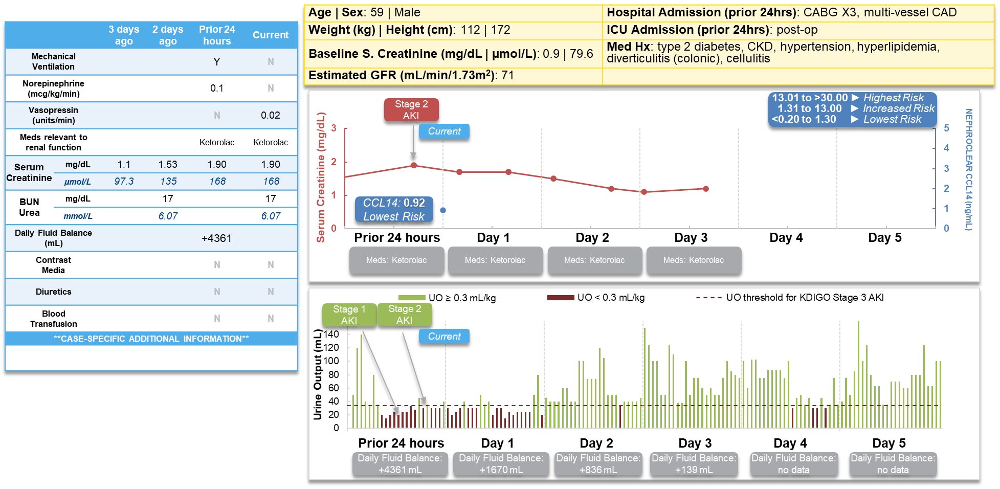 3 days ago 2 days ago Prior 24 hours Current
Mechanical Ventilation Y N
Norepinephrine (mcg/kg/min) 0.1 N
Vasopressin (units/min) N 0.02
Meds relevant to renal function Ketorolac Ketorolac
Serum Creatinine mg/dL 1.1 1.53 1.90 1.90
µmol/L 97.3 135 168 168
BUN Urea mg/dL 17 17
mmol/L 6.07 6.07
Daily Fluid Balance (mL) +4361
Contrast Media N N
Diuretics N N
Blood Transfusion N N
**CASE-SPECIFIC ADDITIONAL INFORMATION**
Age | Sex: 59 | Male
Hospital Admission (prior 24hrs): CABG X3, multi-vessel CAD
Weight (kg) | Height (cm): 112 | 172
ICU Admission (prior 24hrs): post-op
Baseline S. Creatinine (mg/dL | µmol/L): 0.9 | 79.6
Med Hx: type 2 diabetes, CKD, hypertension, hyperlipidemia,
diverticulitis (colonic), cellulitis
Estimated GFR (mL/min/1.73m²): 71
Stage 2
AKI
Current
13.01 to >30.00 ► Highest Risk
1.31 to 13.00 ► Increased Risk
<0.20 to 1.30 ► Lowest Risk
Serum Creatinine (mg/dL)
3
2
1
0
CCL14: 0.92
Lowest Risk
NEPHROCLEAR CCL14 (ng/mL)
5
4
3
2
1
0
Prior 24 hours Day 1 Day 2 Day 3 Day 4 Day 5
Meds: Ketorolac Meds: Ketorolac Meds: Ketorolac Meds: Ketorolac
UO ≥ 0.3 mL/kg UO < 0.3 mL/kg UO threshold for KDIGO Stage 3 AKI
Stage 1
AKI
Stage 2
AKI
Current
Urine Output (mL)
140
120
100
80
60
40
20
0
Prior 24 hours Day 1 Day 2 Day 3 Day 4 Day 5
Daily Fluid Balance: Daily Fluid Balance: Daily Fluid Balance: Daily Fluid Balance: Daily Fluid Balance: Daily Fluid Balance:
+4361 mL +1670 mL +836 mL +139 mL no data no data